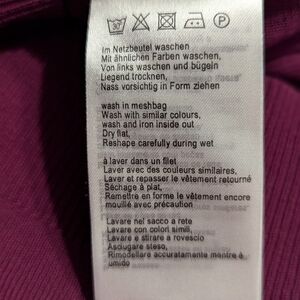 30
P
Im Netzbeutel waschen
Mit ähnlichen Farben waschen,
Von links waschen und bügeln
Liegend trocknen,
Nass vorsichtig in Form ziehen
wash in meshbag
Wash with similar colours,
wash and iron inside out
Dry flat,
Reshape carefully during wet
à laver dans un filet
Laver avec des couleurs similaires,
Laver et repasser le vêtement retourné
Séchage à plat,
Remettre en forme le vêtement encore
mouillé avec précaution
Lavare nel sacco a rete
Lavare con colori simili,
Lavare e stirare a rovescio
Asciugare steso,
Rimodellare accuratamente mentre è
umido